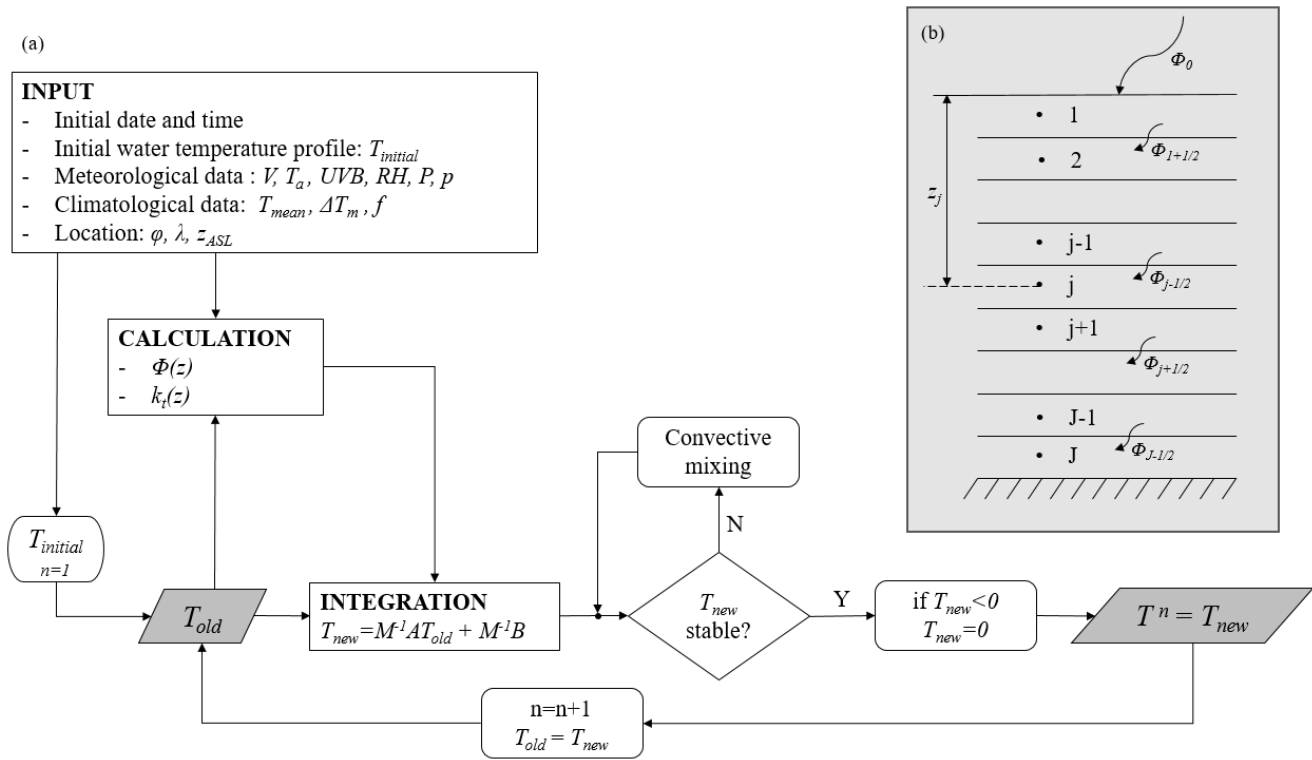 (a)
INPUT
- Initial date and time
- Initial water temperature profile: T_initial
- Meteorological data : V, T_a, UVB, RH, P, p
- Climatological data: T_mean, ΔT_m, f
- Location: φ, λ, z_ASL
CALCULATION
- Φ(z)
- k_t(z)
T_initial
n=1
T_old
INTEGRATION
T_new=M^-1AT_old + M^-1B
Convective
mixing
N
T_new
stable?
Y
if T_new<0
T_new=0
T^n = T_new
n=n+1
T_old = T_new
(b)
Φ_0
• 1
Φ_1+1/2
• 2
z_j
• j-1
Φ_j-1/2
• j
• j+1
Φ_j+1/2
• J-1
Φ_J-1/2
• J